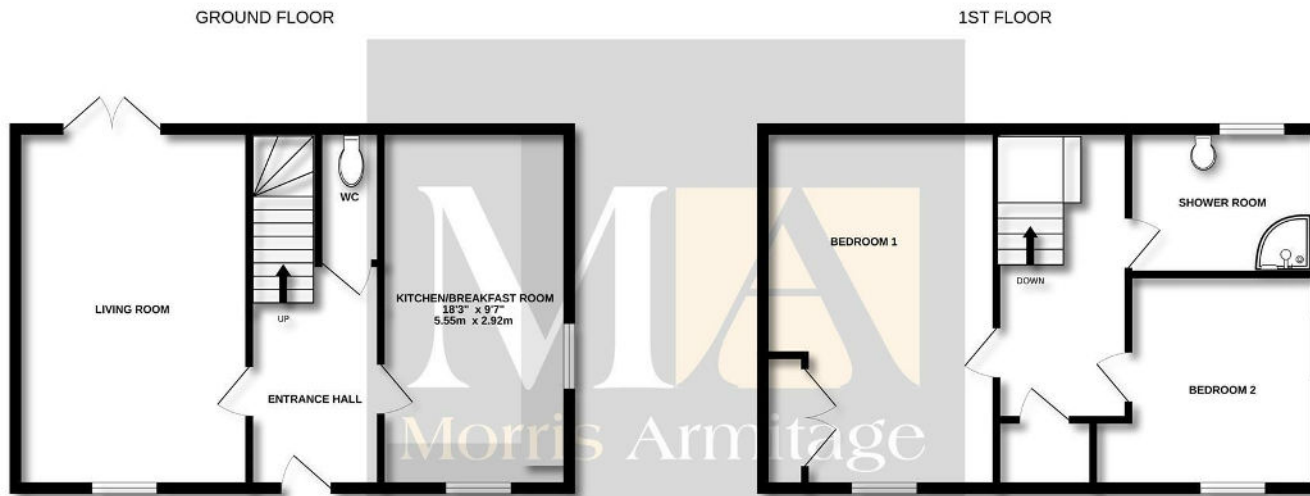 GROUND FLOOR
1ST FLOOR
WC
LIVING ROOM
UP
KITCHEN/BREAKFAST ROOM
18'3" x 9'7"
5.55m x 2.92m
ENTRANCE HALL
BEDROOM 1
SHOWER ROOM
DOWN
BEDROOM 2
MA
Morris Armitage